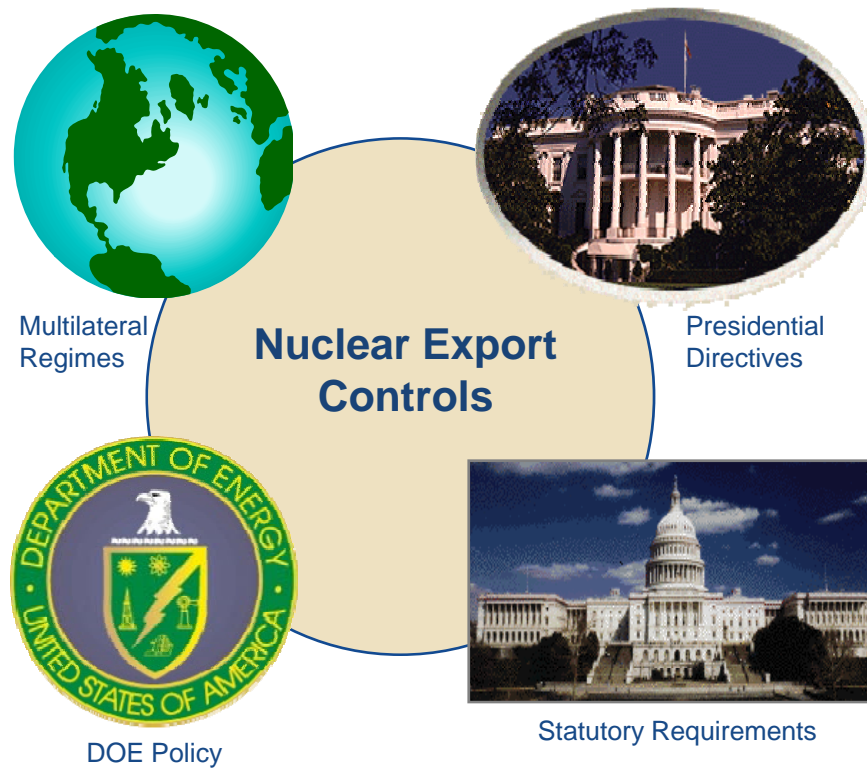 Multilateral
Regimes
Presidential
Directives
Nuclear Export
Controls
DEPARTMENT OF ENERGY
UNITED STATES OF AMERICA
DOE Policy
Statutory Requirements